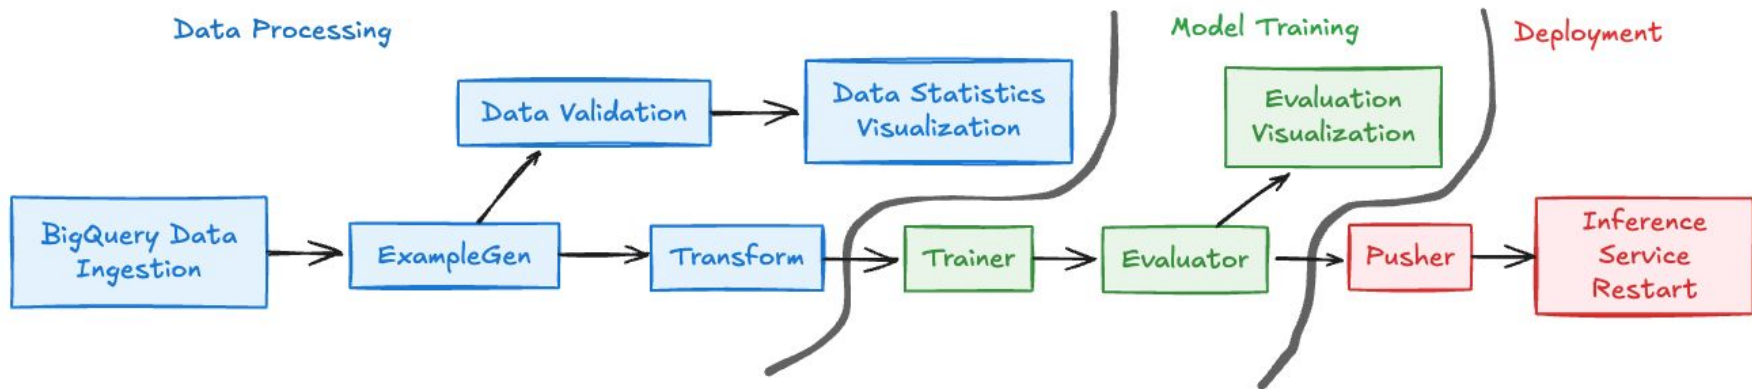 Data Processing
Model Training
Deployment
Data Validation
Data Statistics
Visualization
Evaluation
Visualization
BigQuery Data
Ingestion
ExampleGen
Transform
Trainer
Evaluator
Pusher
Inference
Service
Restart